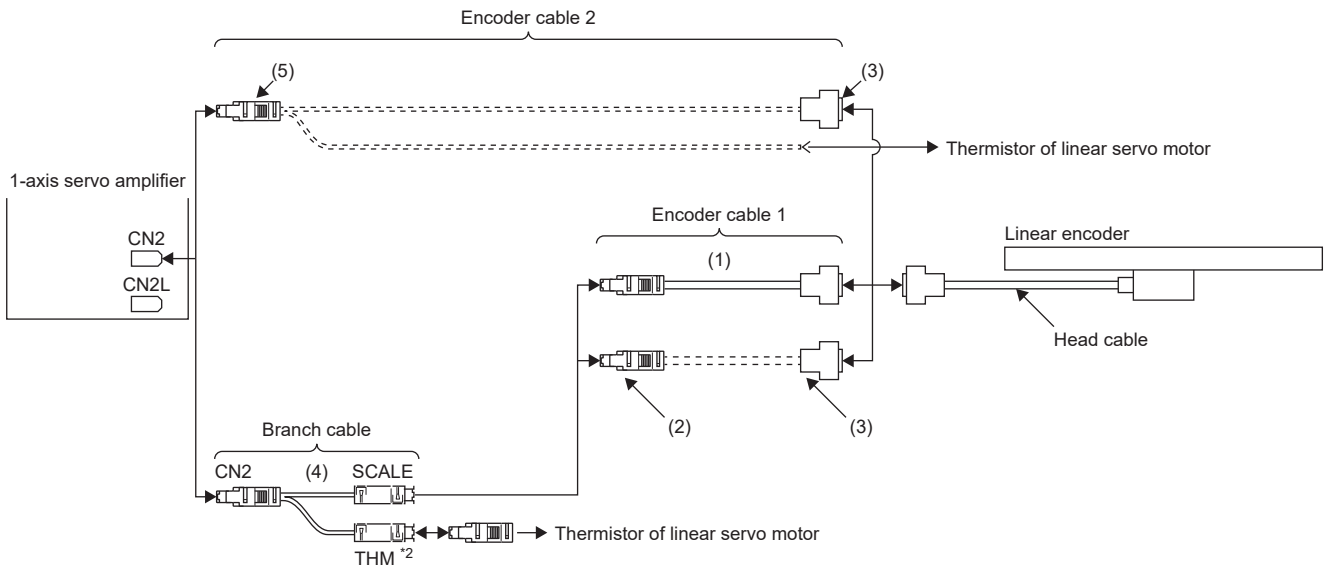 Encoder cable 2
(5)
(3)
Thermistor of linear servo motor
1-axis servo amplifier
CN2
CN2L
Encoder cable 1
(1)
Linear encoder
Head cable
(2)
(3)
Branch cable
CN2
(4)
SCALE
Thermistor of linear servo motor
THM *2